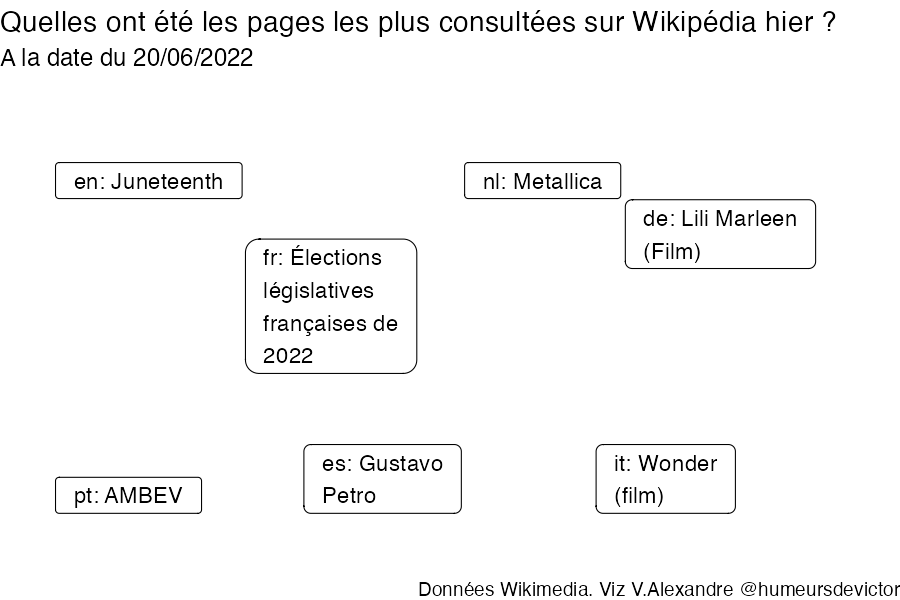 Quelles ont été les pages les plus consultées sur Wikipédia hier ?
A la date du 20/06/2022
en: Juneteenth
nl: Metallica
de: Lili Marleen
(Film)
fr: Élections
législatives
françaises de
2022
es: Gustavo
Petro
it: Wonder
(film)
pt: AMBEV
Données Wikimedia. Viz V.Alexandre @humeursdevictor